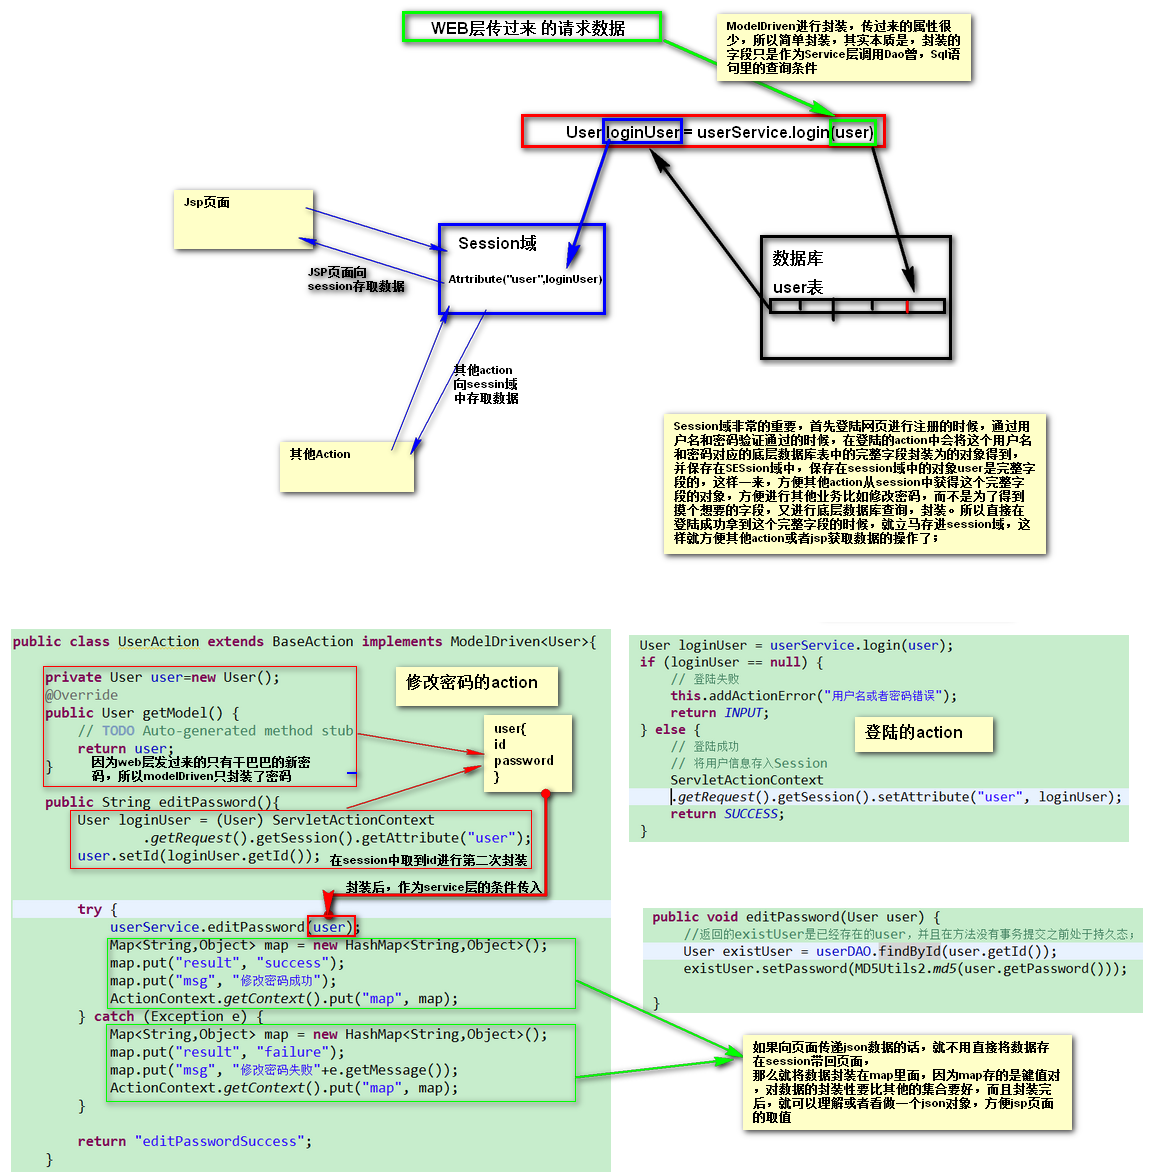 WEB层传过来 的请求数据
ModelDriven进行封装，传过来的属性很
少，所以简单封装，其实本质是，封装的
字段只是作为Service层调用Dao曾，Sql语
句里的查询条件
User loginUser = userService.login(user)
Jsp页面
Session域
Atrtribute("user",loginUser)
JSP页面向
session存取数据
数据库
user表
其他action
向sessin域
中存取数据
其他Action
Session域非常的重要，首先登陆网页进行注册的时候，通过用
户名和密码验证通过的时候，在登陆的action中会将这个用户名
和密码对应的底层数据库表中的完整字段封装为的对象得到，
并保存在SESsion域中，保存在session域中的对象user是完整字
段的，这样一来，方便其他action从session中获得这个完整字
段的对象，方便进行其他业务比如修改密码，而不是为了得到
摸个想要的字段，又进行底层数据库查询，封装。所以直接在
登陆成功拿到这个完整字段的时候，就立马存进session域，这
样就方便其他action或者jsp获取数据的操作了；
public class UserAction extends BaseAction implements ModelDriven<User>{
private User user=new User();
@Override
public User getModel() {
// TODO Auto-generated method stub
return user;
}
因为web层发过来的只有干巴巴的新密
码，所以modelDriven只封装了密码
修改密码的action
user{
id
password
}
public String editPassword(){
User loginUser = (User) ServletActionContext
.getRequest().getSession().getAttribute("user");
user.setId(loginUser.getId());
在session中取到id进行第二次封装
封装后，作为service层的条件传入
try {
userService.editPassword(user);
Map<String,Object> map = new HashMap<String,Object>();
map.put("result", "success");
map.put("msg", "修改密码成功");
ActionContext.getContext().put("map", map);
} catch (Exception e) {
Map<String,Object> map = new HashMap<String,Object>();
map.put("result", "failure");
map.put("msg", "修改密码失败"+e.getMessage());
ActionContext.getContext().put("map", map);
}
return "editPasswordSuccess";
}
User loginUser = userService.login(user);
if (loginUser == null) {
// 登陆失败
this.addActionError("用户名或者密码错误");
return INPUT;
} else {
// 登陆成功
// 将用户信息存入Session
ServletActionContext
.getRequest().getSession().setAttribute("user", loginUser);
return SUCCESS;
}
登陆的action
public void editPassword(User user) {
//返回的existUser是已经存在的user，并且在方法没有事务提交之前处于持久态；
User existUser = userDAO.findById(user.getId());
existUser.setPassword(MD5Utils2.md5(user.getPassword()));
}
如果向页面传递json数据的话，就不用直接将数据存
在session带回页面，
那么就将数据封装在map里面，因为map存的是键值对
，对数据的封装性要比其他的集合要好，而且封装完
后，就可以理解或者看做一个json对象，方便jsp页面
的取值